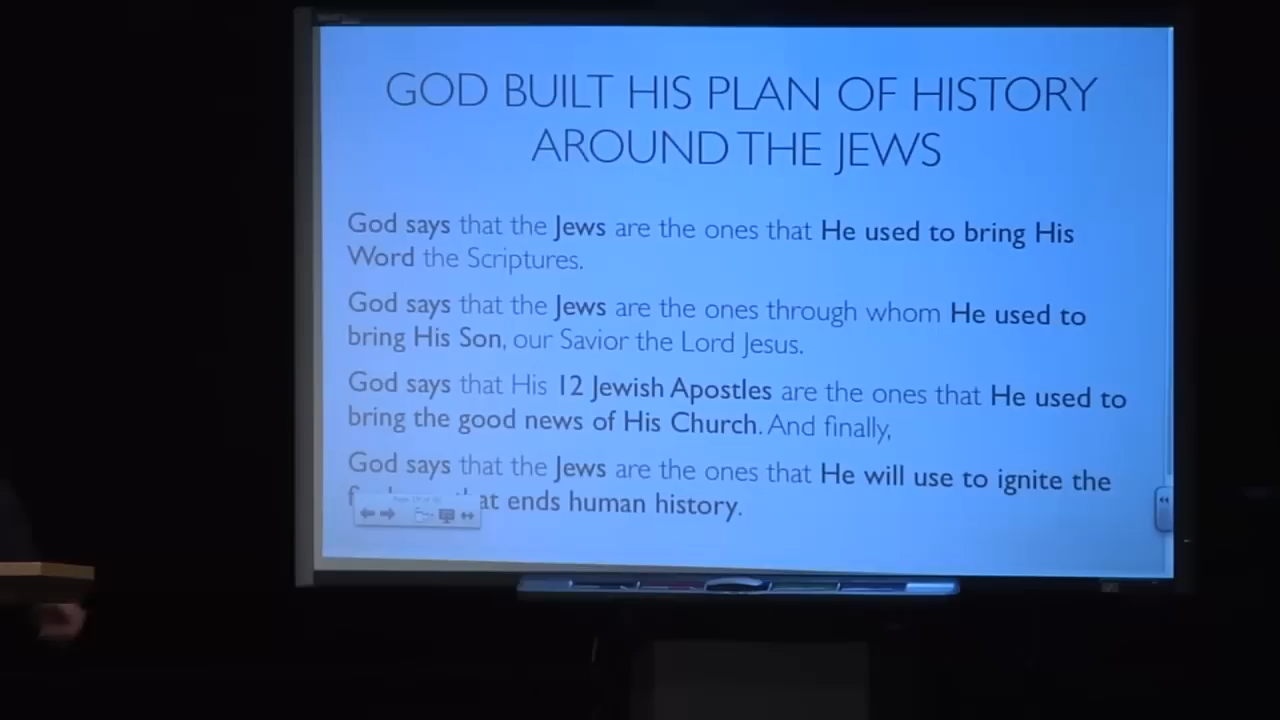 GOD BUILT HIS PLAN OF HISTORY
AROUND THE JEWS
God says that the Jews are the ones that He used to bring His
Word the Scriptures.
God says that the Jews are the ones through whom He used to
bring His Son, our Savior the Lord Jesus.
God says that His 12 Jewish Apostles are the ones that He used to
bring the good news of His Church. And finally,
God says that the Jews are the ones that He will use to ignite the
ends human history.